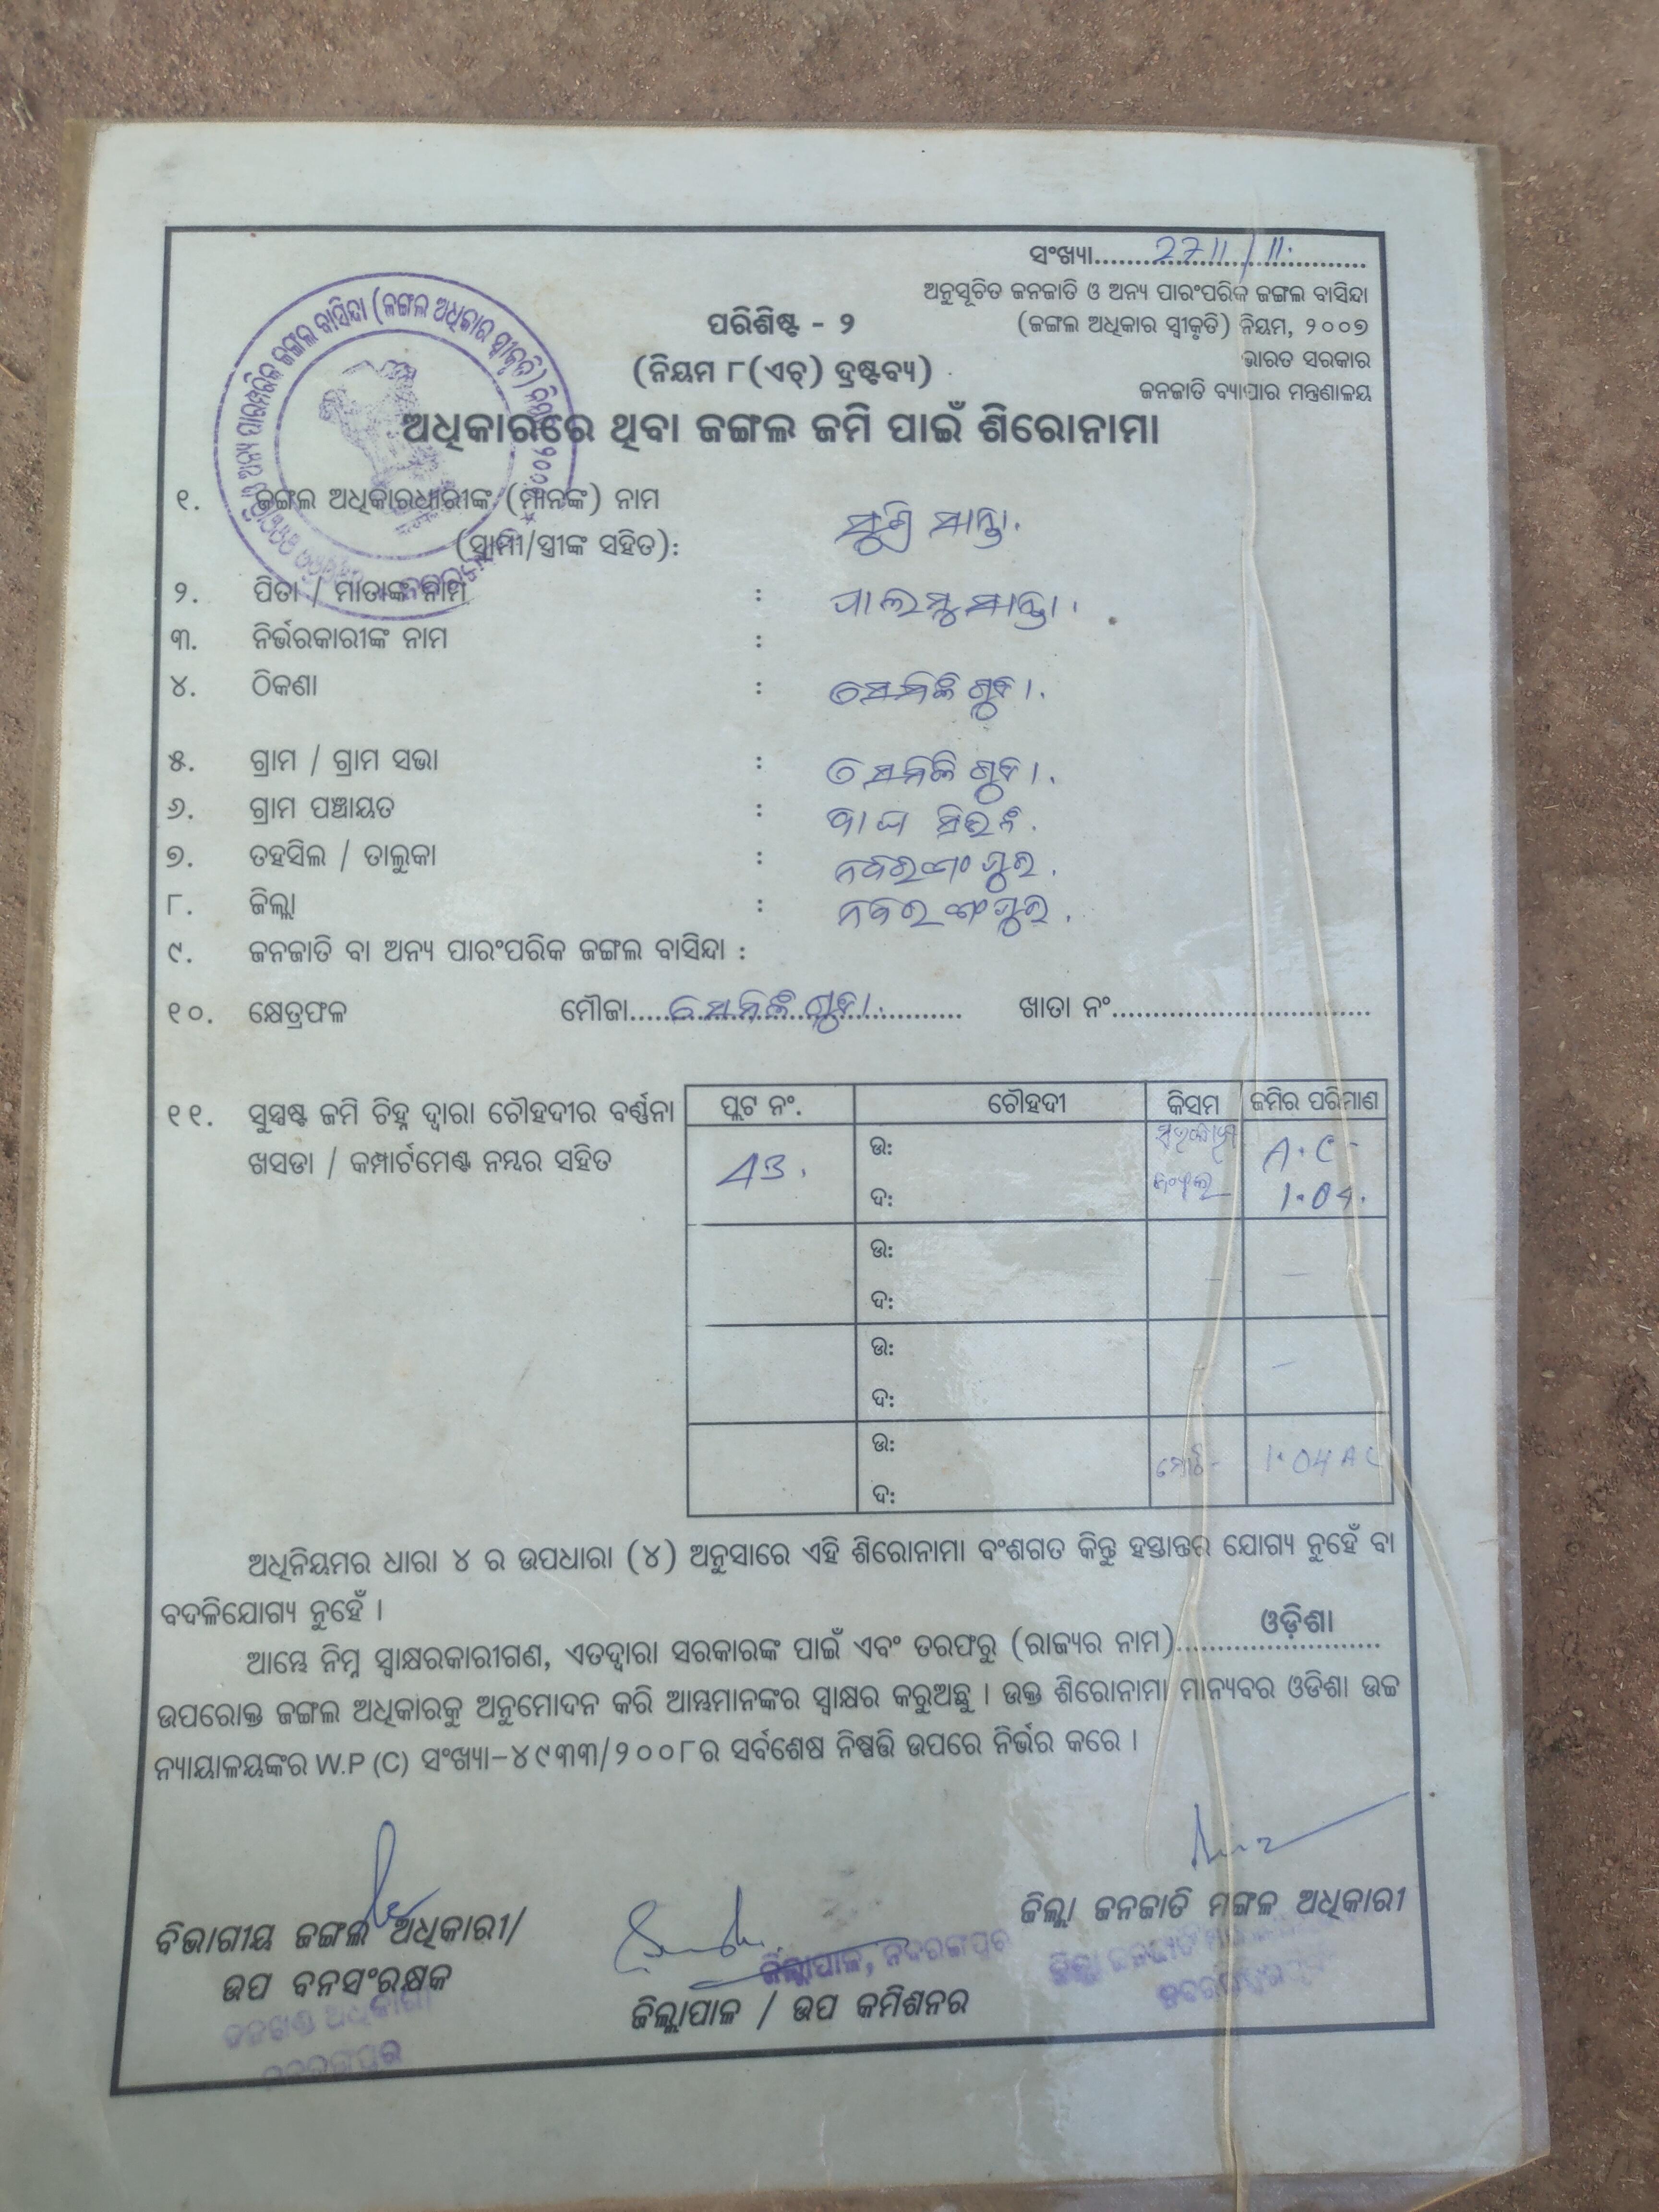 ସଂଖ୍ୟା.......2711/11.......
ଅନୁସୂଚିତ ଜନଜାତି ଓ ଅନ୍ୟ ପାରଂପରିକ ଜଙ୍ଗଲ ବାସିନ୍ଦା
(ଜଙ୍ଗଲ ଅଧିକାର ସ୍ୱୀକୃତି) ନିୟମ, ୨୦୦୭
ଭାରତ ସରକାର
ଜନଜାତି ବ୍ୟାପାର ମନ୍ତ୍ରଣାଳୟ
ପରିଶିଷ୍ଟ - ୨
(ନିୟମ ୮(ଏଚ୍) ଦ୍ରଷ୍ଟବ୍ୟ)
ଅଧିକାରରେ ଥିବା ଜଙ୍ଗଲ ଜମି ପାଇଁ ଶିରୋନାମା
୧. ଜଙ୍ଗଲ ଅଧିକାରଧାରୀଙ୍କ (ମାନଙ୍କ) ନାମ
(ସ୍ୱାମୀ/ସ୍ତ୍ରୀଙ୍କ ସହିତ):
୨. ପିତା / ମାତାଙ୍କ ନାମ :
୩. ନିର୍ଭରକାରୀଙ୍କ ନାମ :
୪. ଠିକଣା :
୫. ଗ୍ରାମ / ଗ୍ରାମ ସଭା :
୬. ଗ୍ରାମ ପଞ୍ଚାୟତ :
୭. ତହସିଲ / ତାଲୁକା : ନବରଂଗପୁର.
୮. ଜିଲ୍ଲା : ନବରଂଗପୁର.
୯. ଜନଜାତି ବା ଅନ୍ୟ ପାରଂପରିକ ଜଙ୍ଗଲ ବାସିନ୍ଦା :
୧୦. କ୍ଷେତ୍ରଫଳ ମୌଜା.............. ଖାତା ନଂ..............
୧୧. ସୁସ୍ପଷ୍ଟ ଜମି ଚିହ୍ନ ଦ୍ୱାରା ଚୌହଦୀର ବର୍ଣ୍ଣନା
ଖସଡା / କମ୍ପାର୍ଟମେଣ୍ଟ ନମ୍ବର ସହିତ
ପ୍ଲଟ ନଂ. ଚୌହଦୀ କିସମ ଜମିର ପରିମାଣ
ଉ: A.C-
ଦ: 1.04.
ଉ:
ଦ:
ଉ:
ଦ:
ଉ: ମୋଟ- 1.04 AC
ଦ:
ଅଧିନିୟମର ଧାରା ୪ ର ଉପଧାରା (୪) ଅନୁସାରେ ଏହି ଶିରୋନାମା ବଂଶଗତ କିନ୍ତୁ ହସ୍ତାନ୍ତର ଯୋଗ୍ୟ ନୁହେଁ ବା
ବଦଳିଯୋଗ୍ୟ ନୁହେଁ ।
ଆମ୍ଭେ ନିମ୍ନ ସ୍ୱାକ୍ଷରକାରୀଗଣ, ଏତଦ୍ୱାରା ସରକାରଙ୍କ ପାଇଁ ଏବଂ ତରଫରୁ (ରାଜ୍ୟର ନାମ)......ଓଡ଼ିଶା......
ଉପରୋକ୍ତ ଜଙ୍ଗଲ ଅଧିକାରକୁ ଅନୁମୋଦନ କରି ଆମ୍ଭମାନଙ୍କର ସ୍ୱାକ୍ଷର କରୁଅଛୁ । ଉକ୍ତ ଶିରୋନାମା ମାନ୍ୟବର ଓଡିଶା ଉଚ୍ଚ
ନ୍ୟାୟାଳୟଙ୍କର W.P (C) ସଂଖ୍ୟା–୪୯୩୩/୨୦୦୮ର ସର୍ବଶେଷ ନିଷ୍ପତ୍ତି ଉପରେ ନିର୍ଭର କରେ ।
ବିଭାଗୀୟ ଜଙ୍ଗଲ ଅଧିକାରୀ/
ଉପ ବନସଂରକ୍ଷକ
ଜିଲ୍ଲାପାଳ, ନବରଙ୍ଗପୁର
ଜିଲ୍ଲାପାଳ / ଉପ କମିଶନର
ଜିଲ୍ଲା ଜନଜାତି ମଙ୍ଗଳ ଅଧିକାରୀ